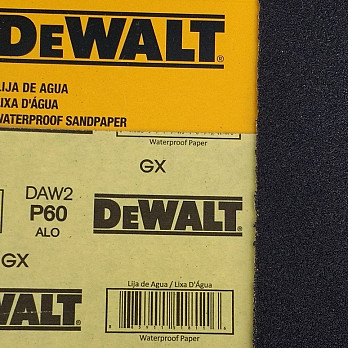 DEWALT®
LIJA DE AGUA
LIXA D'ÁGUA
WATERPROOF SANDPAPER
Waterproof Paper
GX
DAW2
P60
ALO
DEWALT®
GX
Lija de Agua / Lixa D'Água
WALT®
Waterproof Paper